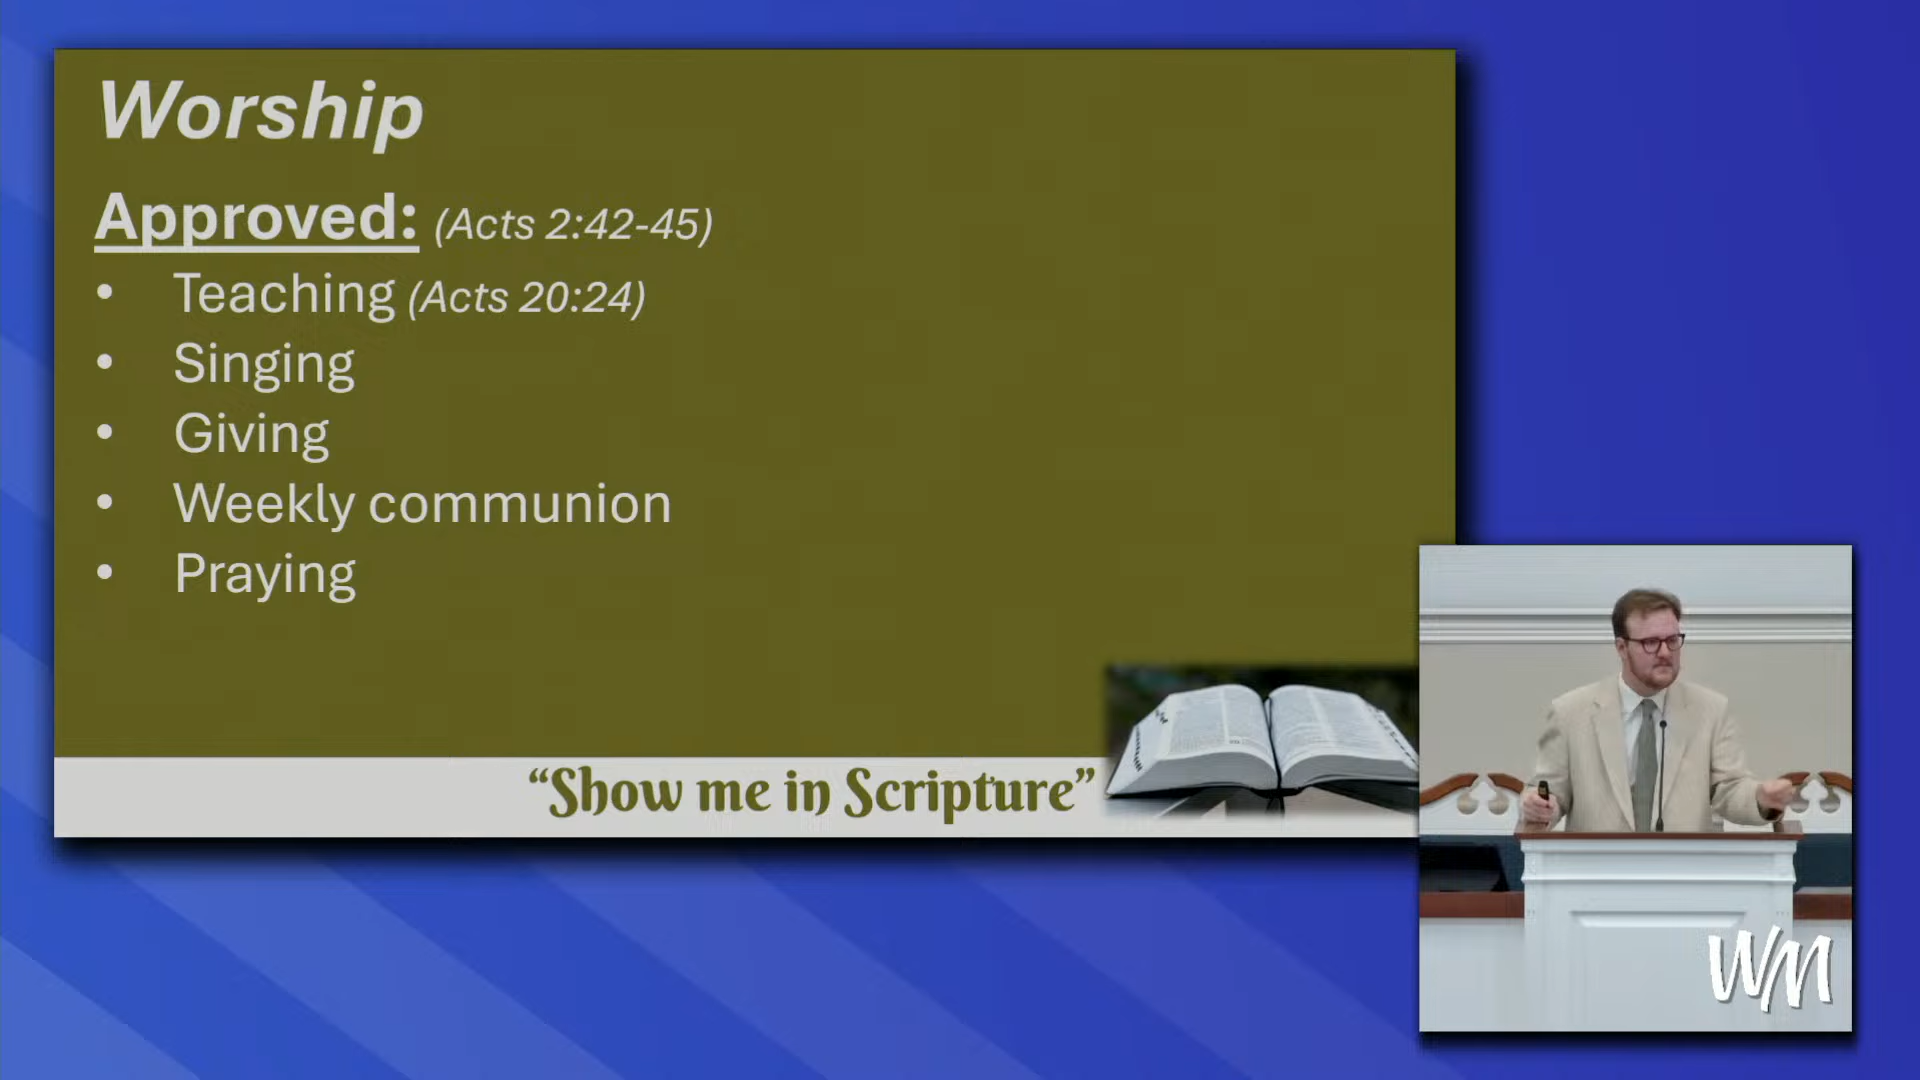 Worship
Approved: (Acts 2:42-45)
• Teaching (Acts 20:24)
• Singing
• Giving
• Weekly communion
• Praying
“Show me in Scripture”
WM